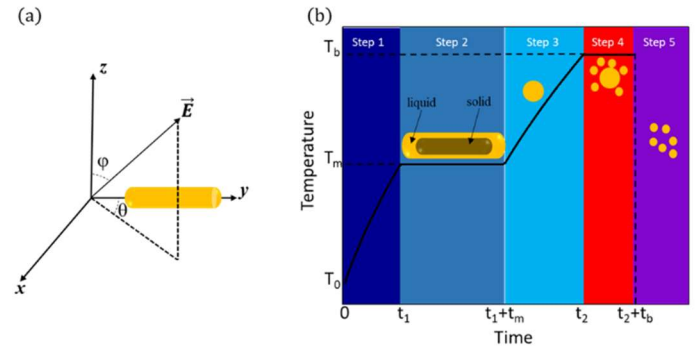 (a)
z
E
φ
θ
y
x
(b)
Step 1
Step 2
Step 3
Step 4
Step 5
T_b
liquid
solid
T_m
Temperature
T_0
0
t_1
t_1+t_m
t_2
t_2+t_b
Time